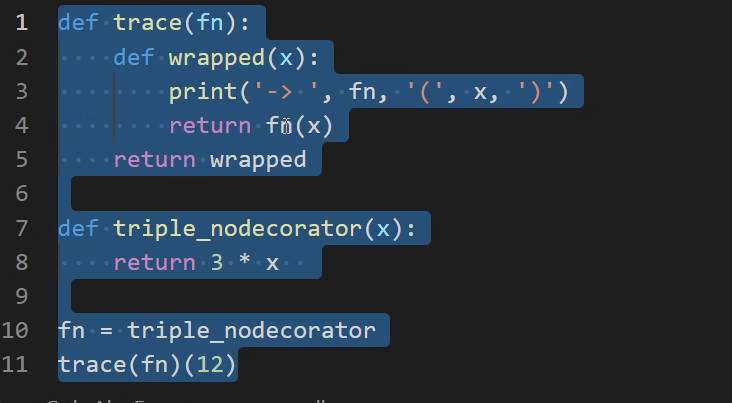 1 def trace(fn):
2     def wrapped(x):
3         print('-> ', fn, '(', x, ')')
4         return fn(x)
5     return wrapped
6
7 def triple_nodecorator(x):
8     return 3 * x
9
10 fn = triple_nodecorator
11 trace(fn)(12)